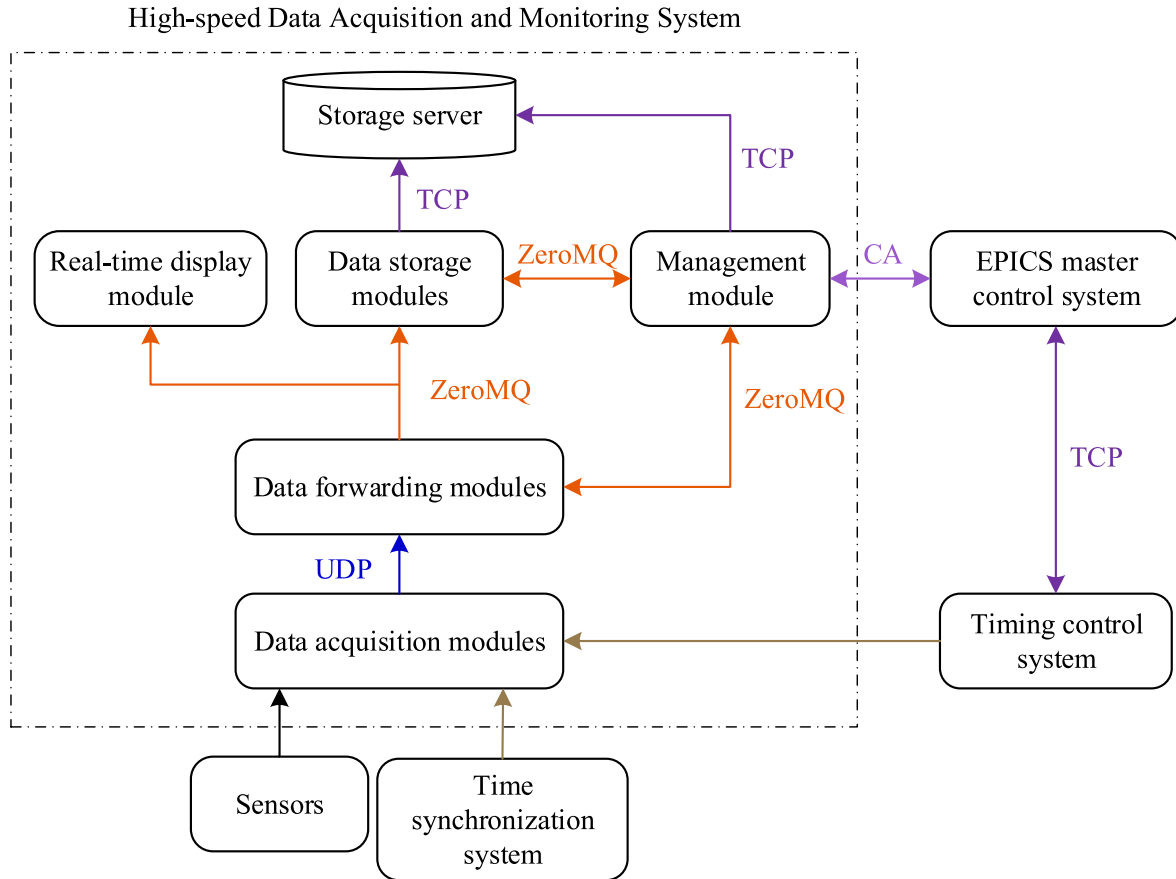 High-speed Data Acquisition and Monitoring System
Storage server
TCP
TCP
Real-time display
module
Data storage
modules
ZeroMQ
Management
module
CA
EPICS master
control system
ZeroMQ
ZeroMQ
TCP
Data forwarding modules
UDP
Data acquisition modules
Timing control
system
Sensors
Time
synchronization
system